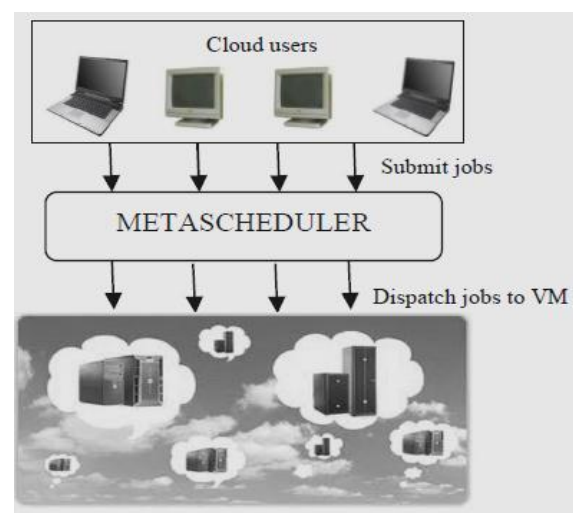 Cloud users
Submit jobs
METASCHEDULER
Dispatch jobs to VM